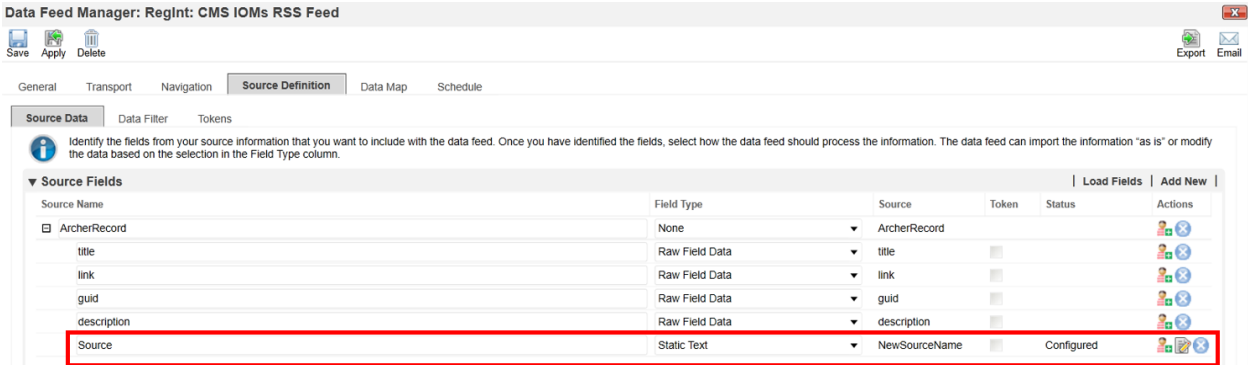 Data Feed Manager: RegInt: CMS IOMs RSS Feed
Save Apply Delete Export Email
General Transport Navigation Source Definition Data Map Schedule
Source Data Data Filter Tokens
Identify the fields from your source information that you want to include with the data feed. Once you have identified the fields, select how the data feed should process the information. The data feed can import the information "as is" or modify
the data based on the selection in the Field Type column.
Source Fields | Load Fields | Add New |
Source Name Field Type Source Token Status Actions
ArcherRecord None ArcherRecord
title Raw Field Data title
link Raw Field Data link
guid Raw Field Data guid
description Raw Field Data description
Source Static Text NewSourceName Configured